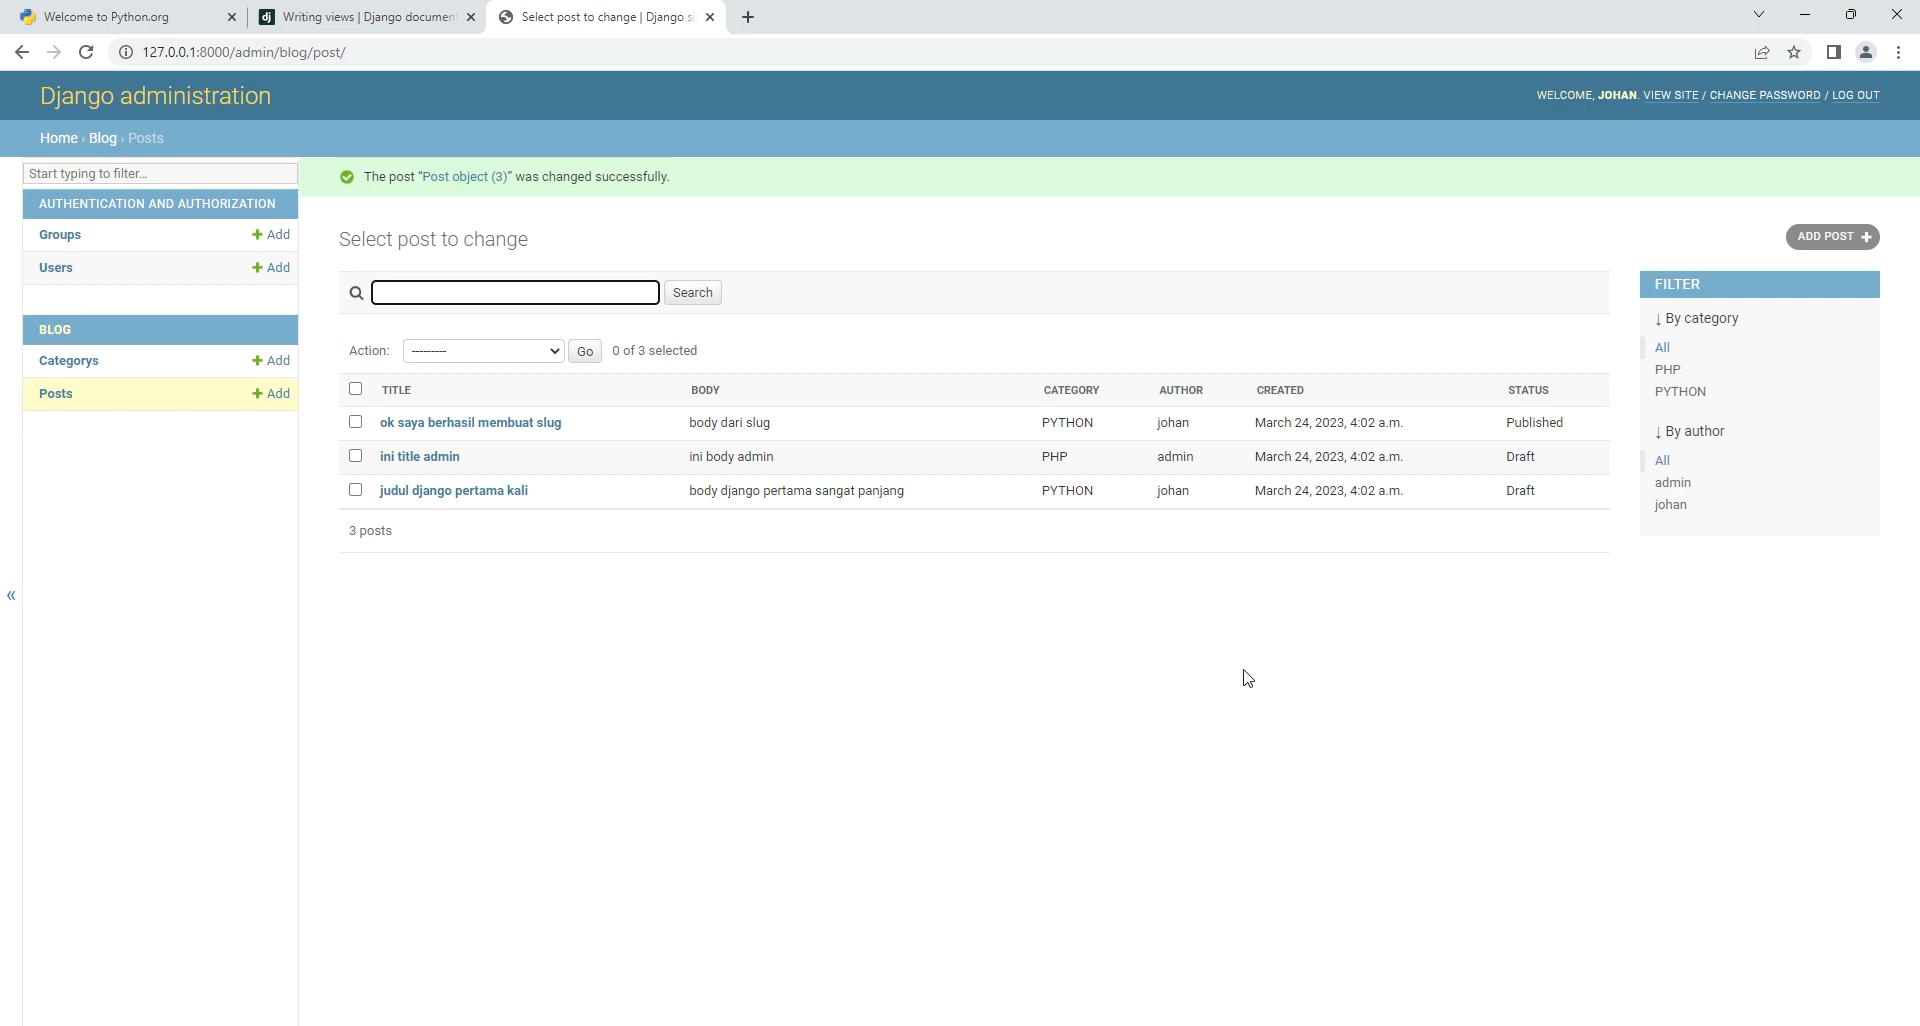 Welcome to Python.org
Writing views | Django document
Select post to change | Django s
127.0.0.1:8000/admin/blog/post/
Django administration
WELCOME, JOHAN. VIEW SITE / CHANGE PASSWORD / LOG OUT
Home › Blog › Posts
Start typing to filter...
AUTHENTICATION AND AUTHORIZATION
Groups + Add
Users + Add
BLOG
Categorys + Add
Posts + Add
«
The post “Post object (3)” was changed successfully.
Select post to change
ADD POST +
Search
Action: --------- Go 0 of 3 selected
TITLE BODY CATEGORY AUTHOR CREATED STATUS
ok saya berhasil membuat slug body dari slug PYTHON johan March 24, 2023, 4:02 a.m. Published
ini title admin ini body admin PHP admin March 24, 2023, 4:02 a.m. Draft
judul django pertama kali body django pertama sangat panjang PYTHON johan March 24, 2023, 4:02 a.m. Draft
3 posts
FILTER
↓ By category
All
PHP
PYTHON
↓ By author
All
admin
johan